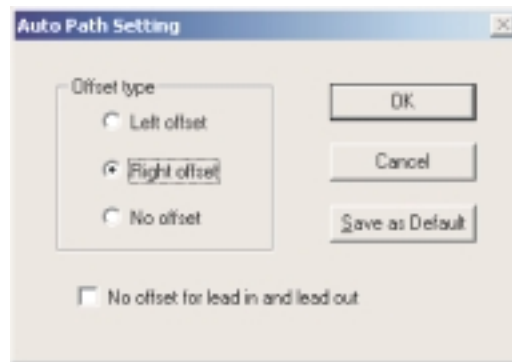 Auto Path Setting
Offset type
Left offset
Right offset
No offset
OK
Cancel
Save as Default
No offset for lead in and lead out